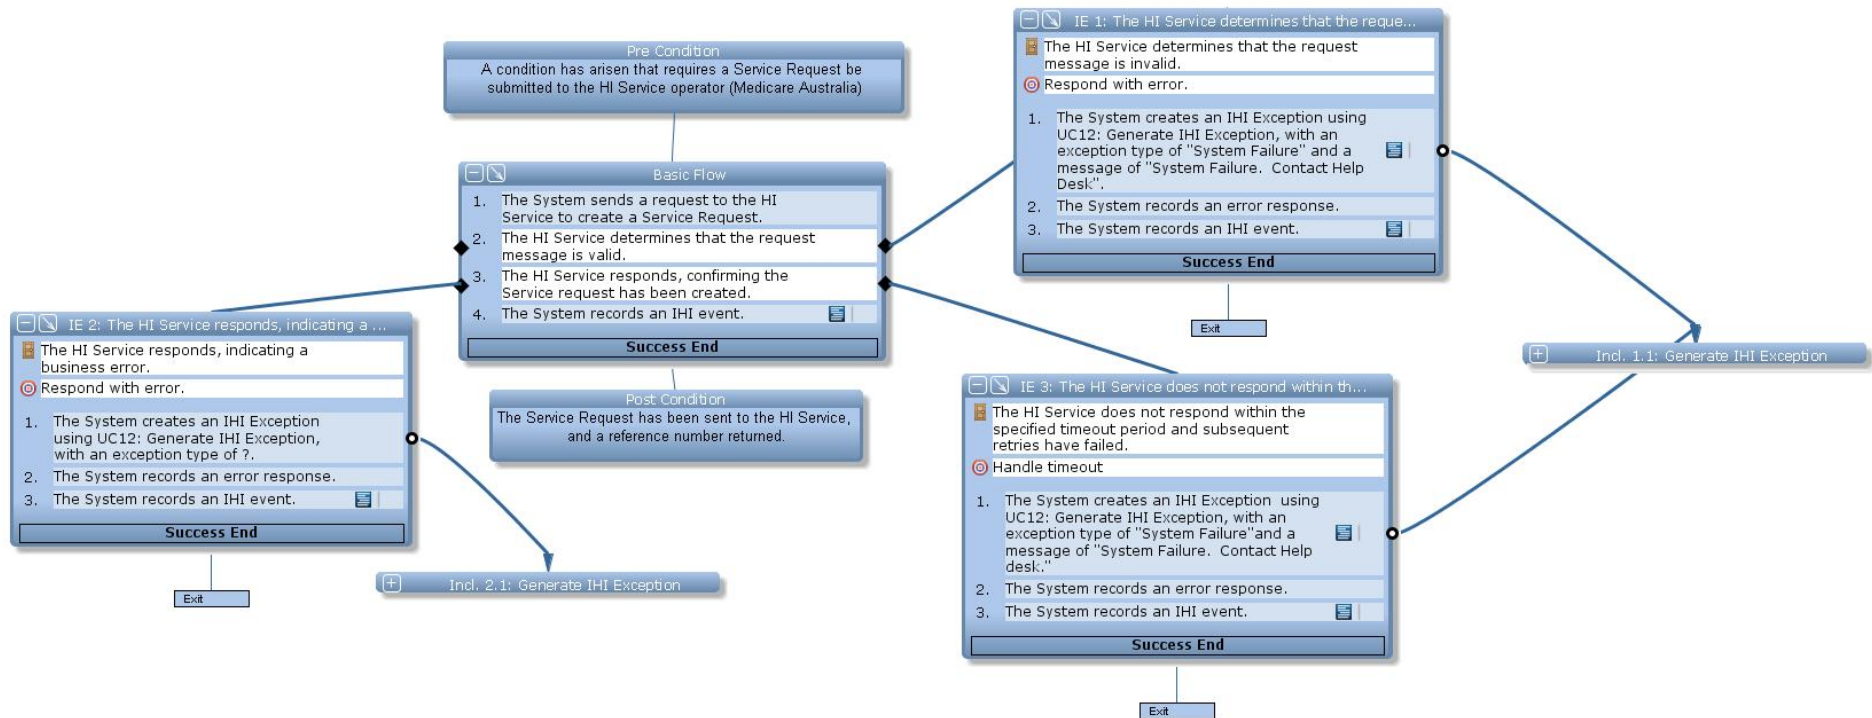 Pre Condition
A condition has arisen that requires a Service Request be
submitted to the HI Service operator (Medicare Australia)
Basic Flow
1. The System sends a request to the HI
Service to create a Service Request.
2. The HI Service determines that the request
message is valid.
3. The HI Service responds, confirming the
Service request has been created.
4. The System records an IHI event.
Success End
Post Condition
The Service Request has been sent to the HI Service,
and a reference number returned.
IE 1: The HI Service determines that the reque...
The HI Service determines that the request
message is invalid.
Respond with error.
1. The System creates an IHI Exception using
UC12: Generate IHI Exception, with an
exception type of "System Failure" and a
message of "System Failure.  Contact Help
Desk".
2. The System records an error response.
3. The System records an IHI event.
Success End
Exit
Incl. 1.1: Generate IHI Exception
IE 2: The HI Service responds, indicating a ...
The HI Service responds, indicating a
business error.
Respond with error.
1. The System creates an IHI Exception
using UC12: Generate IHI Exception,
with an exception type of ?.
2. The System records an error response.
3. The System records an IHI event.
Success End
Exit
Incl. 2.1: Generate IHI Exception
IE 3: The HI Service does not respond within th...
The HI Service does not respond within the
specified timeout period and subsequent
retries have failed.
Handle timeout
1. The System creates an IHI Exception  using
UC12: Generate IHI Exception, with an
exception type of "System Failure"and a
message of "System Failure.  Contact Help
desk."
2. The System records an error response.
3. The System records an IHI event.
Success End
Exit